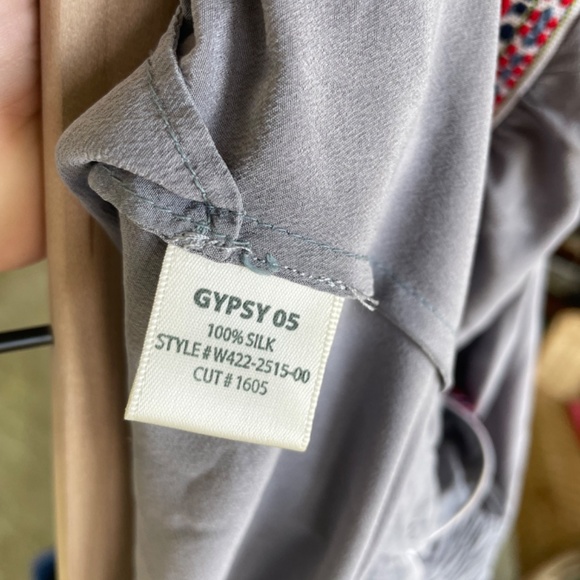 GYPSY 05
100% SILK
STYLE # W422-2515-00
CUT # 1605